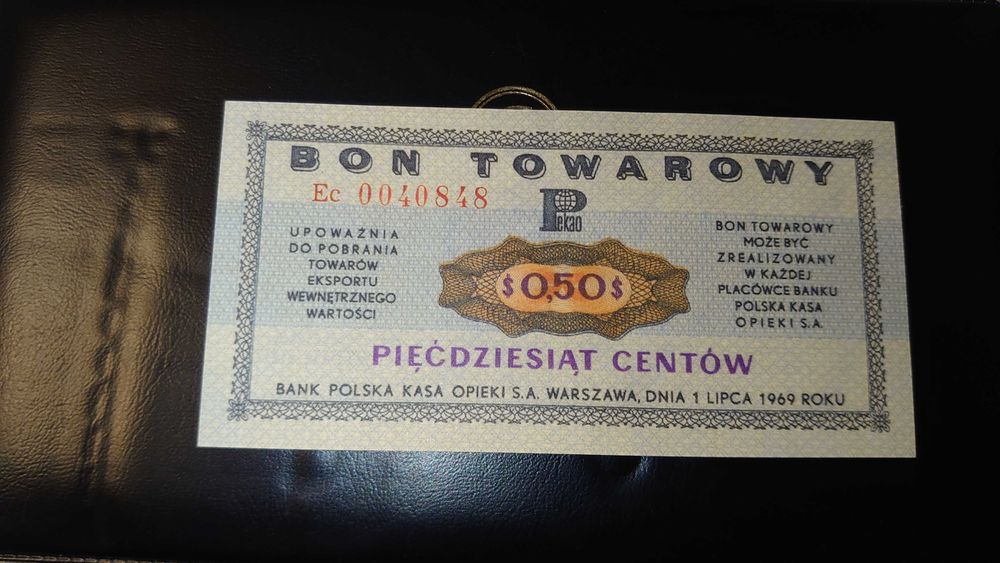 BON TOWAROWY
Ec 0040848
Pekao
UPOWAŻNIA
DO POBRANIA
TOWARÓW
EKSPORTU
WEWNĘTRZNEGO
WARTOŚCI
$0,50$
BON TOWAROWY
MOŻE BYĆ
ZREALIZOWANY
W KAŻDEJ
PLACÓWCE BANKU
POLSKA KASA
OPIEKI S.A.
PIĘĆDZIESIĄT CENTÓW
BANK POLSKA KASA OPIEKI S.A. WARSZAWA, DNIA 1 LIPCA 1969 ROKU